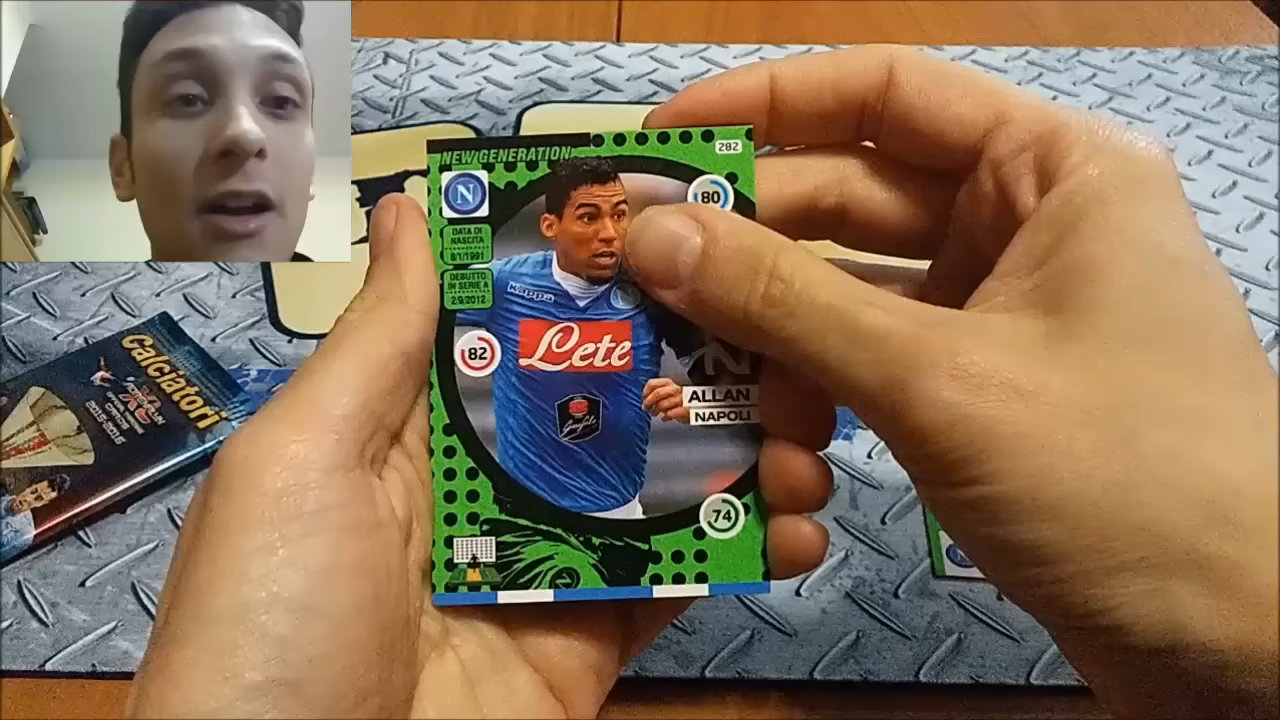 NEW GENERATION
282
N
80
DATA DI
NASCITA
8/1/1991
DEBUTTO
IN SERIE A
2/9/2012
Kappa
82
Lete
Garofalo
ALLAN
NAPOLI
74
Calciatori
2015-2016